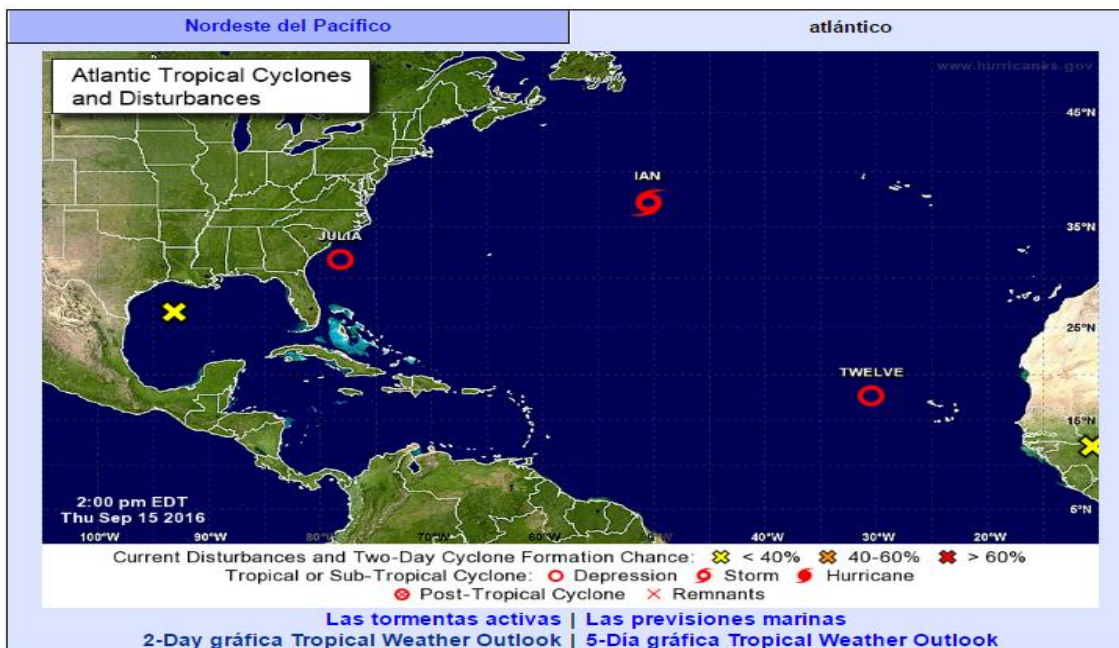 Nordeste del Pacífico
atlántico
Atlantic Tropical Cyclones
and Disturbances
www.hurricanes.gov
45°N
IAN
35°N
JULIA
25°N
TWELVE
15°N
2:00 pm EDT
Thu Sep 15 2016
5°N
100°W 90°W 80°W 70°W 60°W 50°W 40°W 30°W 20°W
Current Disturbances and Two-Day Cyclone Formation Chance: < 40% 40-60% > 60%
Tropical or Sub-Tropical Cyclone: Depression Storm Hurricane
Post-Tropical Cyclone Remnants
Las tormentas activas | Las previsiones marinas
2-Day gráfica Tropical Weather Outlook | 5-Día gráfica Tropical Weather Outlook